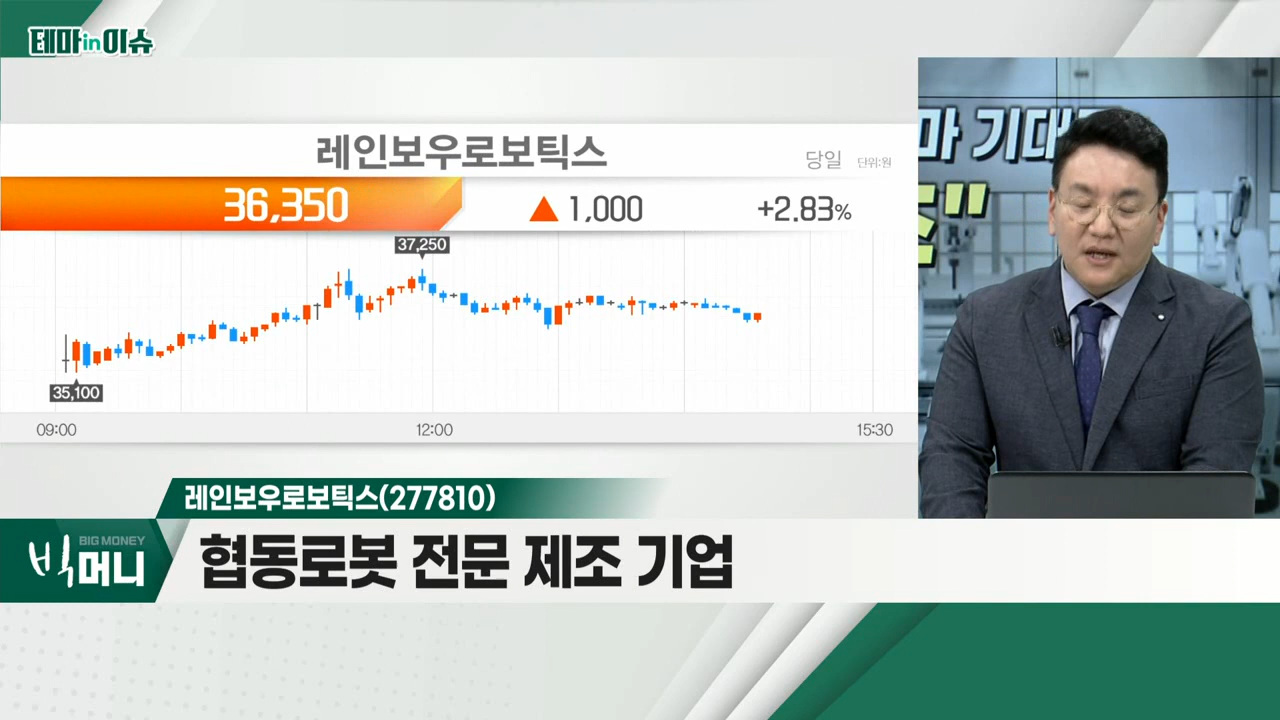 테마in이슈
레인보우로보틱스
당일 단위:원
36,350 ▲ 1,000 +2.83%
37,250
35,100
09:00 12:00 15:30
마 기대
레인보우로보틱스(277810)
BIG MONEY
빅머니
협동로봇 전문 제조 기업